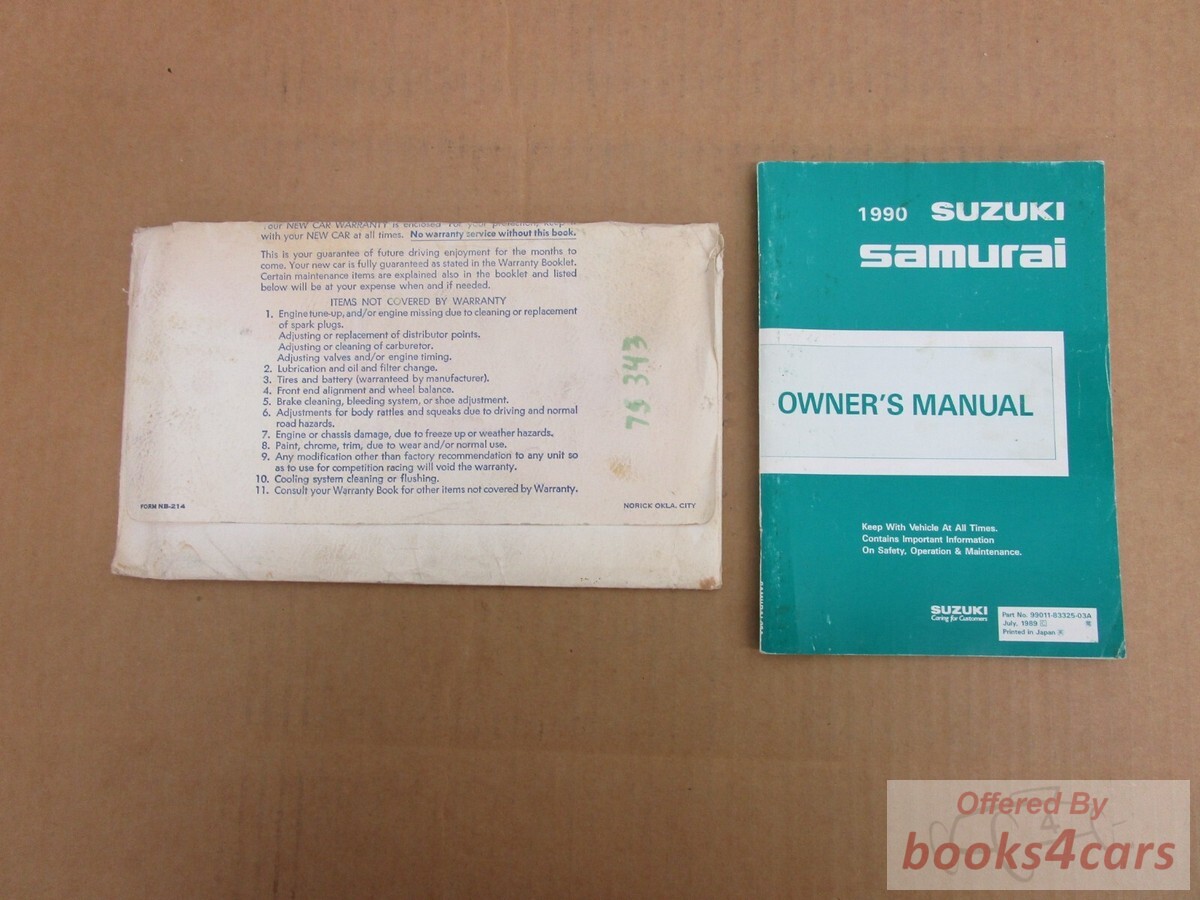 your NEW CAR WARRANTY is enclosed For your protection, keep
with your NEW CAR at all times. No warranty service without this book.
This is your guarantee of future driving enjoyment for the months to
come. Your new car is fully guaranteed as stated in the Warranty Booklet.
Certain maintenance items are explained also in the booklet and listed
below will be at your expense when and if needed.
ITEMS NOT COVERED BY WARRANTY
1. Engine tune-up, and/or engine missing due to cleaning or replacement
of spark plugs.
Adjusting or replacement of distributor points.
Adjusting or cleaning of carburetor.
Adjusting valves and/or engine timing.
2. Lubrication and oil and filter change.
3. Tires and battery (warranteed by manufacturer).
4. Front end alignment and wheel balance.
5. Brake cleaning, bleeding system, or shoe adjustment.
6. Adjustments for body rattles and squeaks due to driving and normal
road hazards.
7. Engine or chassis damage, due to freeze up or weather hazards.
8. Paint, chrome, trim, due to wear and/or normal use.
9. Any modification other than factory recommendation to any unit so
as to use for competition racing will void the warranty.
10. Cooling system cleaning or flushing.
11. Consult your Warranty Book for other items not covered by Warranty.
FORM NB-214
NORICK OKLA. CITY
75 343
1990 SUZUKI
samurai
OWNER'S MANUAL
Keep With Vehicle At All Times.
Contains Important Information
On Safety, Operation & Maintenance.
SUZUKI
Caring for Customers
Part No. 99011-83325-03A
July, 1989
Printed in Japan
Offered By
books4cars